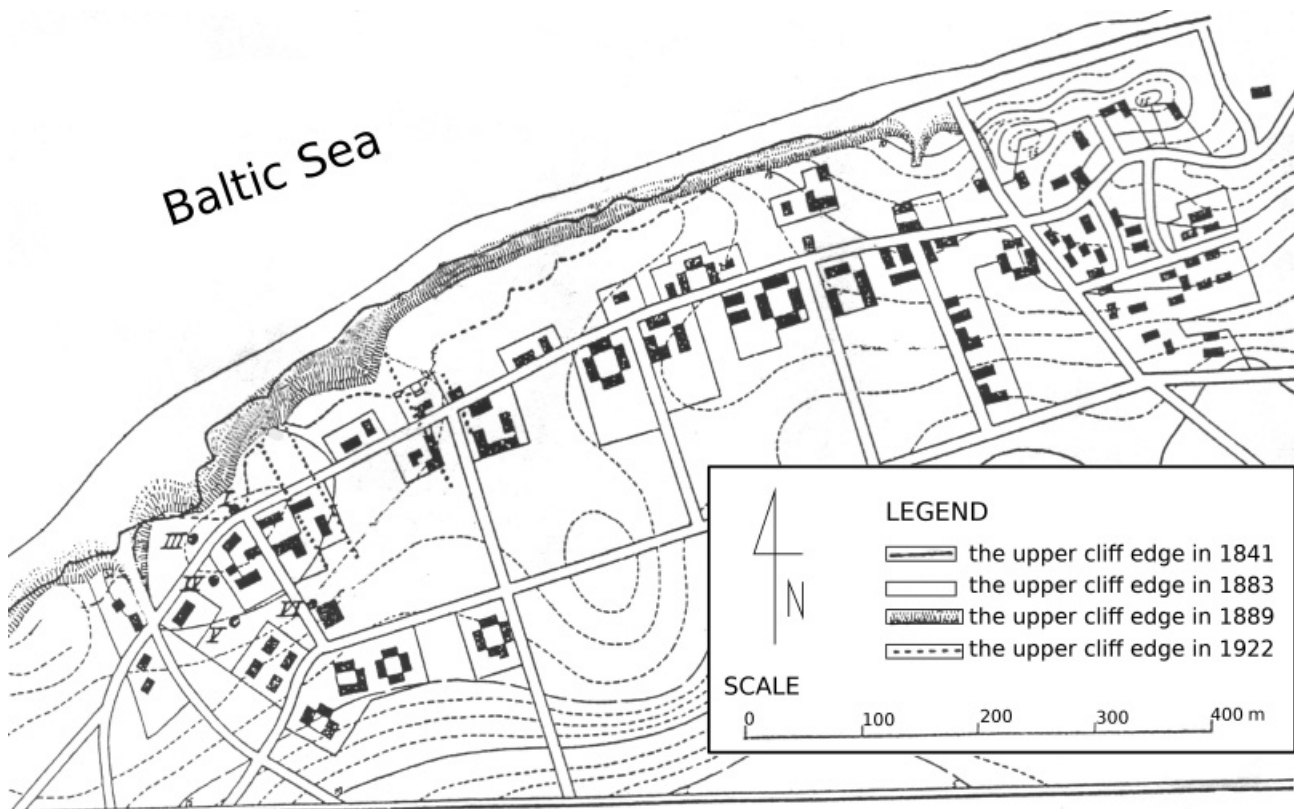 Baltic Sea
I
III
IV
V
VI
LEGEND
the upper cliff edge in 1841
the upper cliff edge in 1883
the upper cliff edge in 1889
the upper cliff edge in 1922
N
SCALE
0 100 200 300 400 m